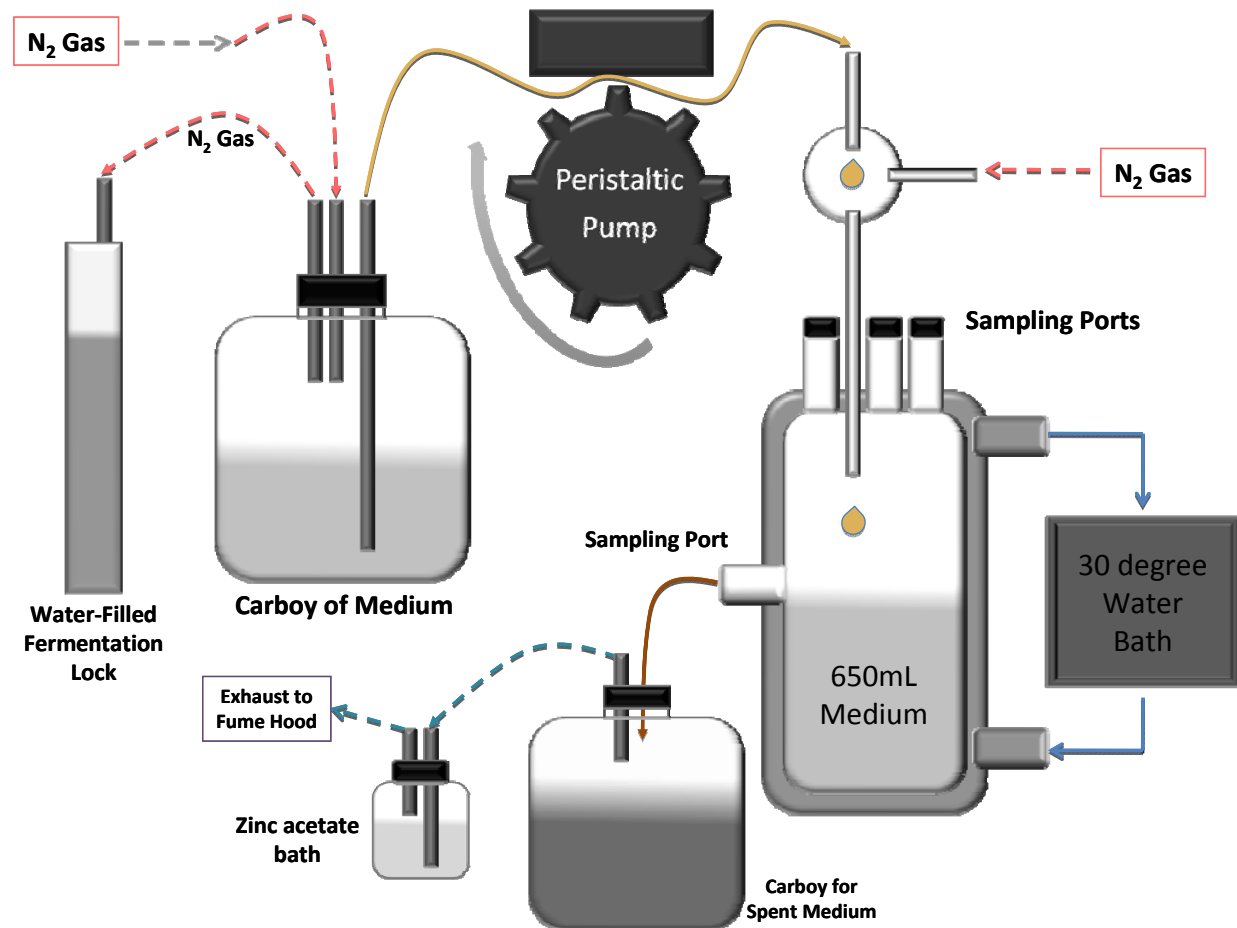 N₂ Gas
N₂ Gas
Peristaltic
Pump
N₂ Gas
Sampling Ports
Sampling Port
30 degree
Water
Bath
Carboy of Medium
Water-Filled
Fermentation
Lock
650mL
Medium
Exhaust to
Fume Hood
Zinc acetate
bath
Carboy for
Spent Medium